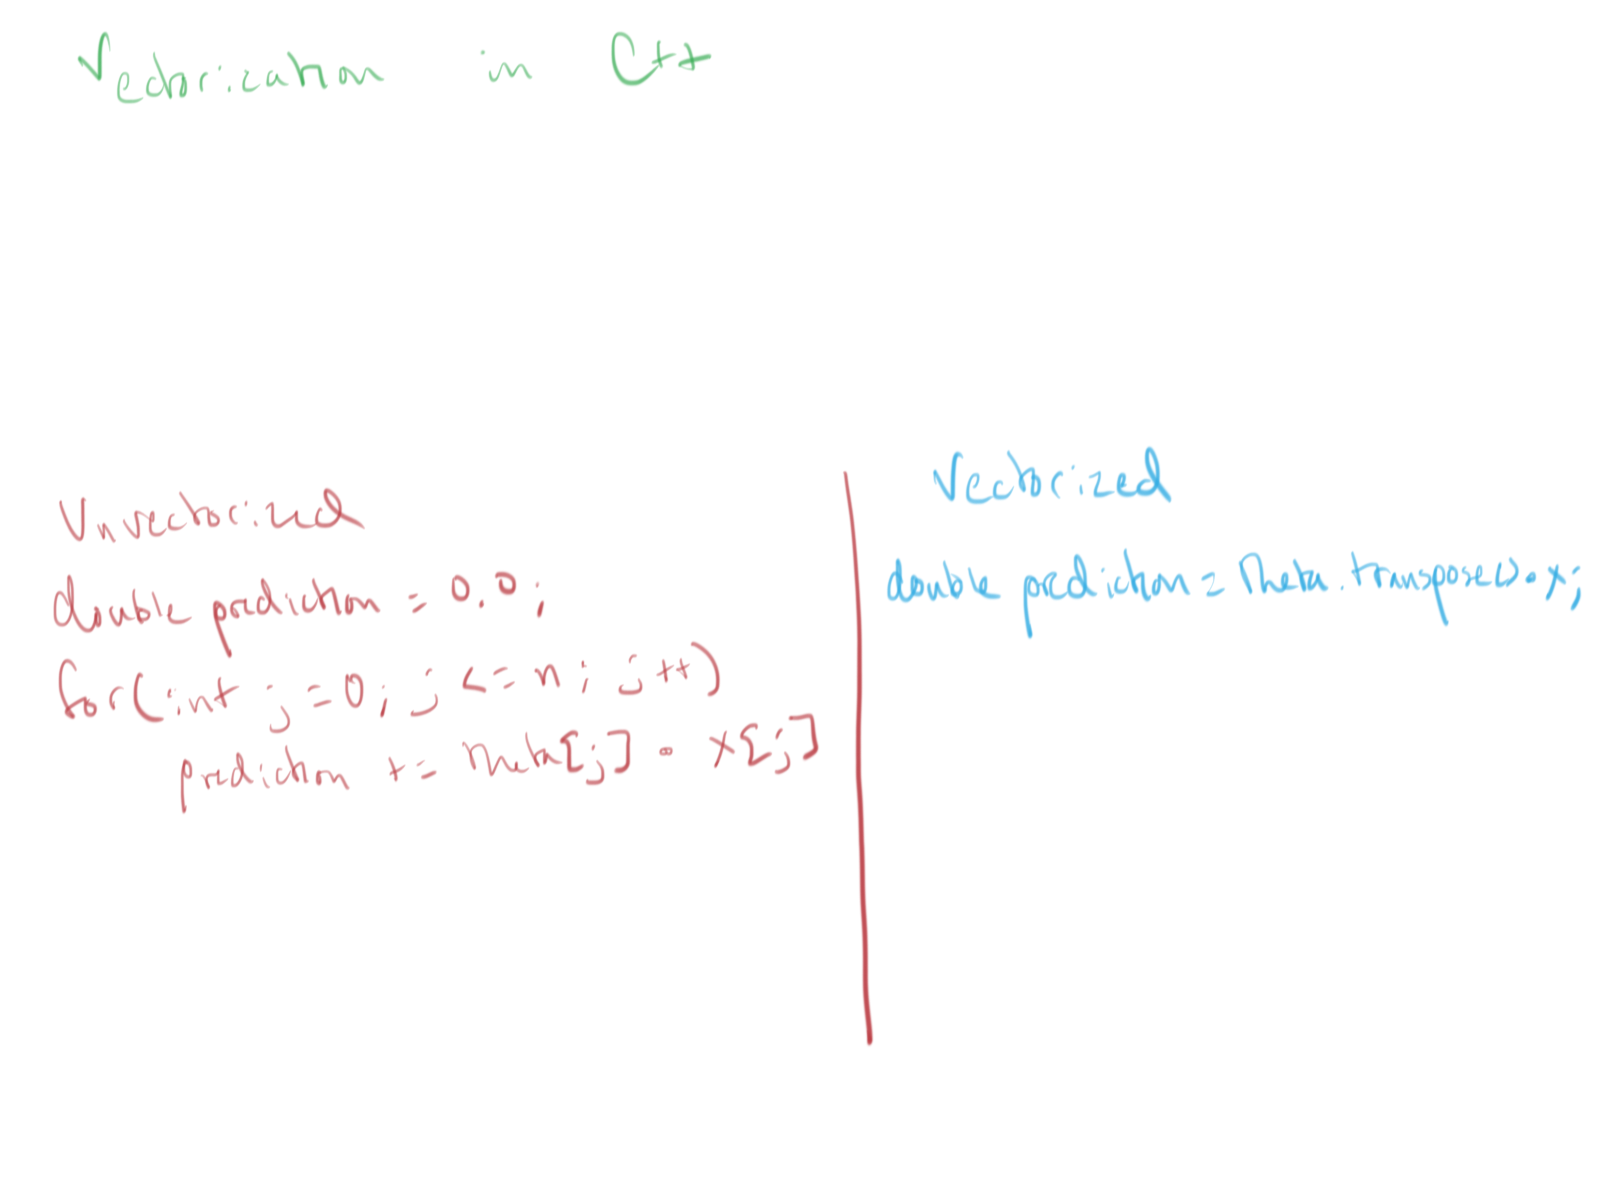 Vectorization in C++
Unvectorized
double prediction = 0.0;
for(int j=0; j <= n; j++)
prediction += theta[j] * x[j]
Vectorized
double prediction = theta.transpose() * x;